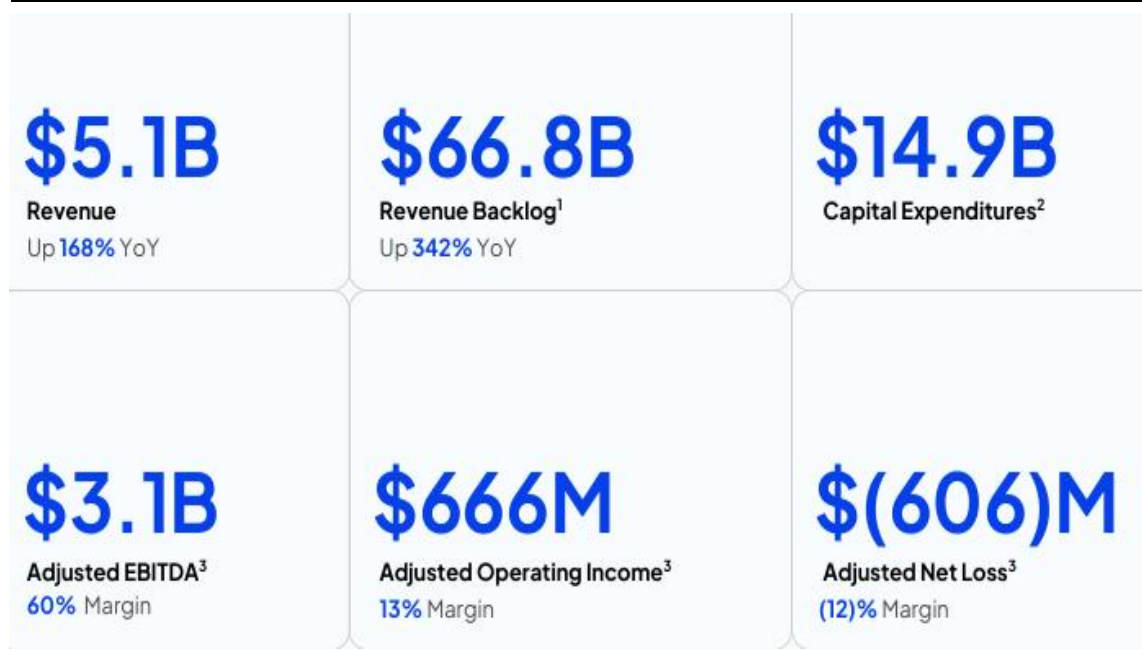 $5.1B
Revenue
Up 168% YoY
$66.8B
Revenue Backlog¹
Up 342% YoY
$14.9B
Capital Expenditures²
$3.1B
Adjusted EBITDA³
60% Margin
$666M
Adjusted Operating Income³
13% Margin
$(606)M
Adjusted Net Loss³
(12)% Margin